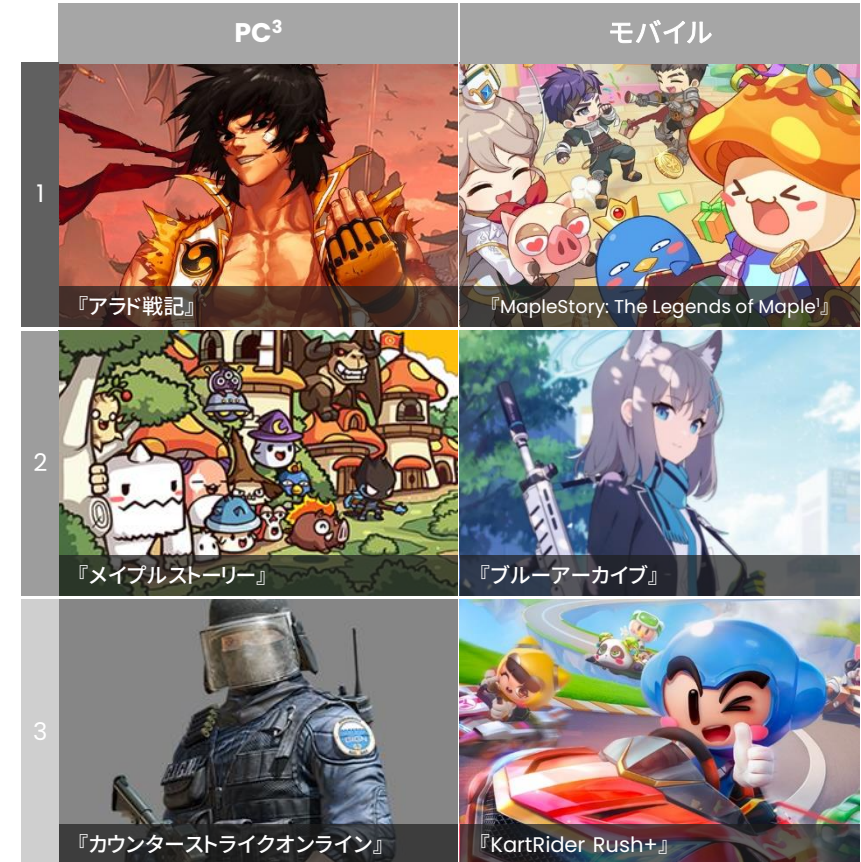 PC³
モバイル
1
『アラド戦記』
『MapleStory: The Legends of Maple¹』
2
『メイプルストーリー』
『ブルーアーカイブ』
3
『カウンターストライクオンライン』
『KartRider Rush+』